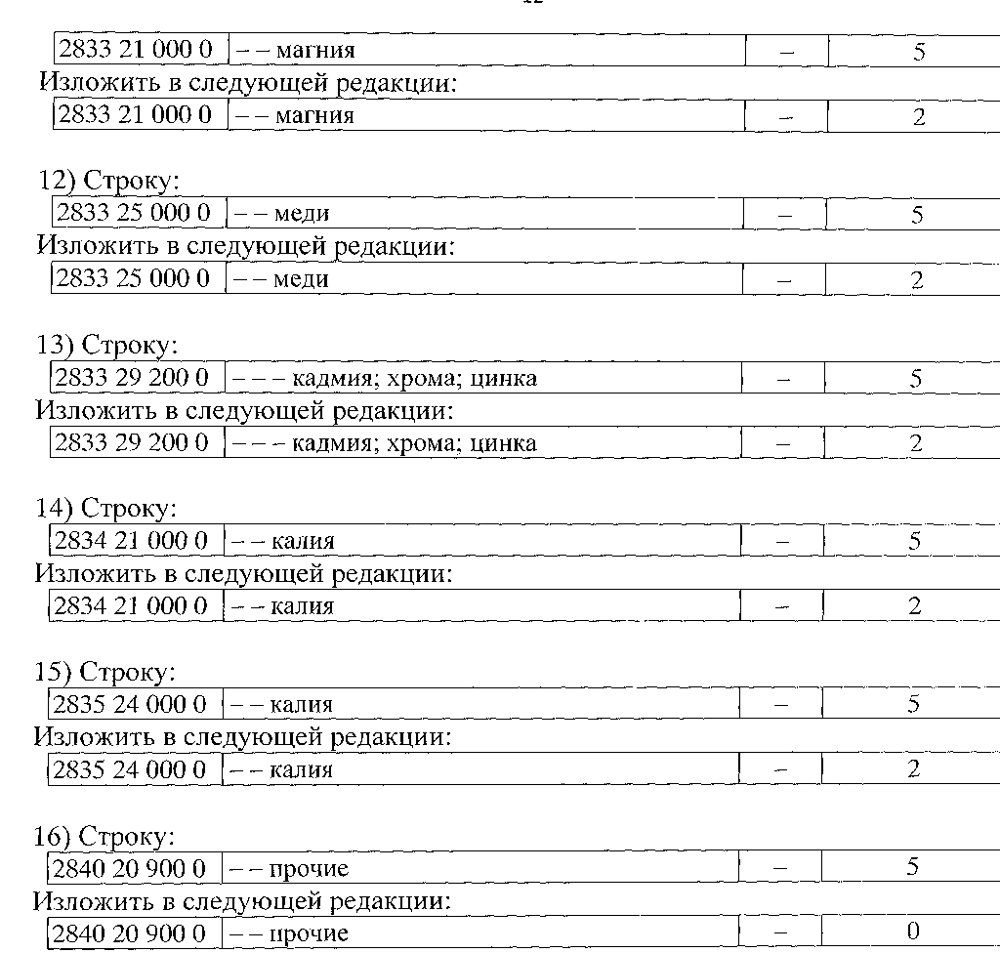 2833 21 000 0 – – магния – 5
Изложить в следующей редакции:
2833 21 000 0 – – магния – 2
12) Строку:
2833 25 000 0 – – меди – 5
Изложить в следующей редакции:
2833 25 000 0 – – меди – 2
13) Строку:
2833 29 200 0 – – – кадмия; хрома; цинка – 5
Изложить в следующей редакции:
2833 29 200 0 – – – кадмия; хрома; цинка – 2
14) Строку:
2834 21 000 0 – – калия – 5
Изложить в следующей редакции:
2834 21 000 0 – – калия – 2
15) Строку:
2835 24 000 0 – – калия – 5
Изложить в следующей редакции:
2835 24 000 0 – – калия – 2
16) Строку:
2840 20 900 0 – – прочие – 5
Изложить в следующей редакции:
2840 20 900 0 – – прочие – 0